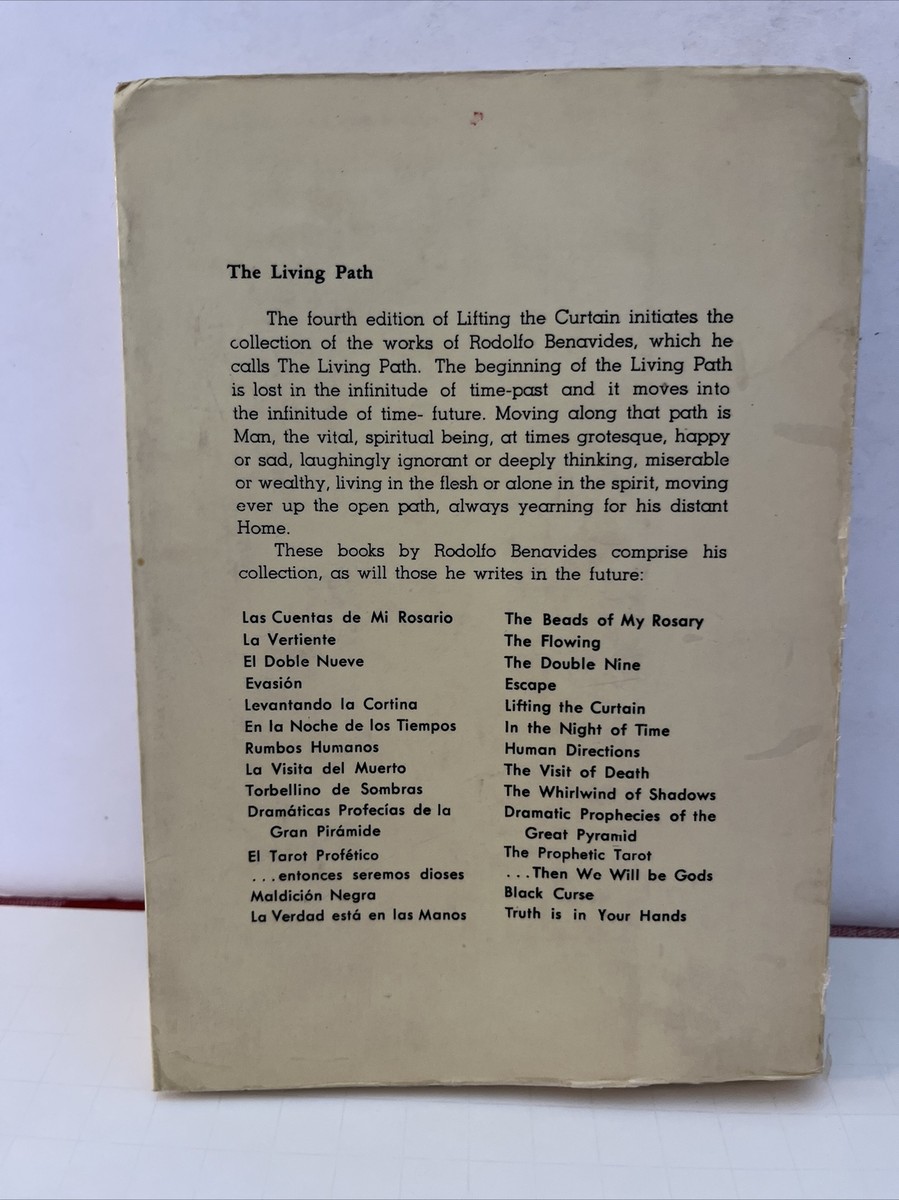 The Living Path
The fourth edition of Lifting the Curtain initiates the
collection of the works of Rodolfo Benavides, which he
calls The Living Path. The beginning of the Living Path
is lost in the infinitude of time-past and it moves into
the infinitude of time- future. Moving along that path is
Man, the vital, spiritual being, at times grotesque, happy
or sad, laughingly ignorant or deeply thinking, miserable
or wealthy, living in the flesh or alone in the spirit, moving
ever up the open path, always yearning for his distant
Home.
These books by Rodolfo Benavides comprise his
collection, as will those he writes in the future:
Las Cuentas de Mi Rosario The Beads of My Rosary
La Vertiente The Flowing
El Doble Nueve The Double Nine
Evasión Escape
Levantando la Cortina Lifting the Curtain
En la Noche de los Tiempos In the Night of Time
Rumbos Humanos Human Directions
La Visita del Muerto The Visit of Death
Torbellino de Sombras The Whirlwind of Shadows
Dramáticas Profecías de la Dramatic Prophecies of the
Gran Pirámide Great Pyramid
El Tarot Profético The Prophetic Tarot
...entonces seremos dioses ...Then We Will be Gods
Maldición Negra Black Curse
La Verdad está en las Manos Truth is in Your Hands